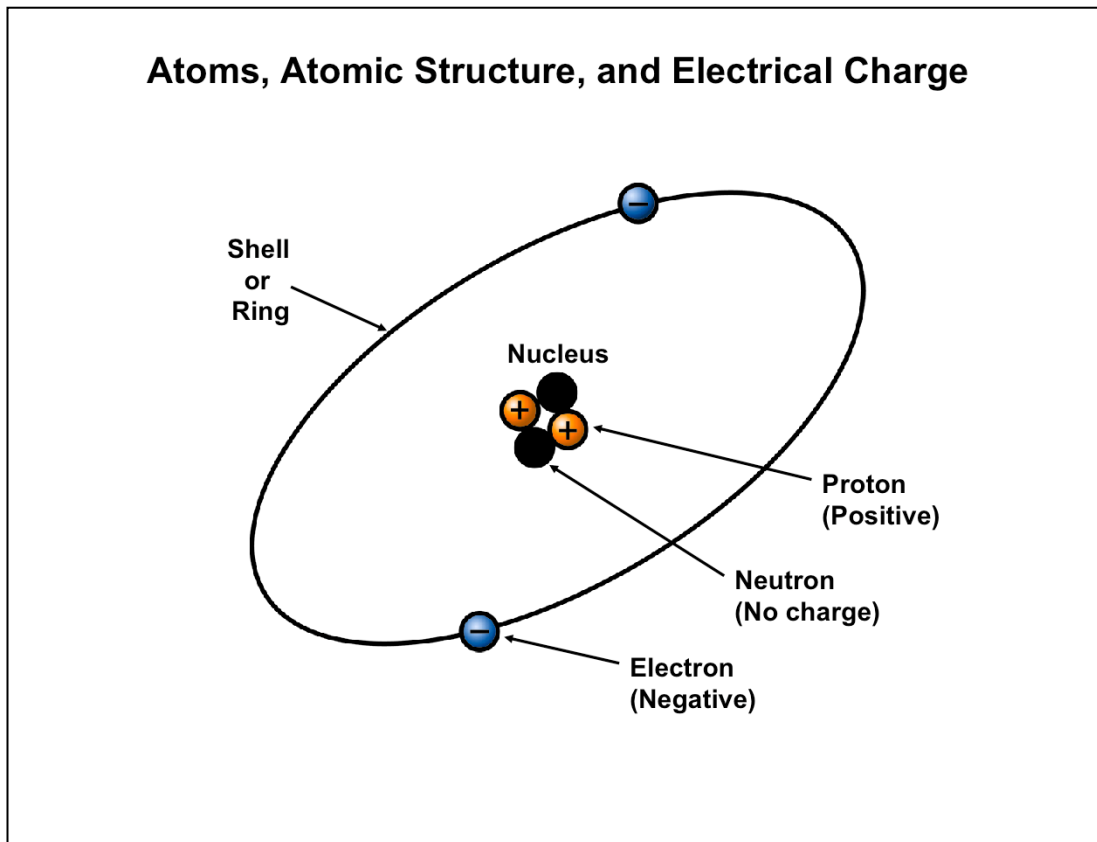 Atoms, Atomic Structure, and Electrical Charge
−
Shell
or
Ring
Nucleus
+
+
Proton
(Positive)
Neutron
(No charge)
−
Electron
(Negative)